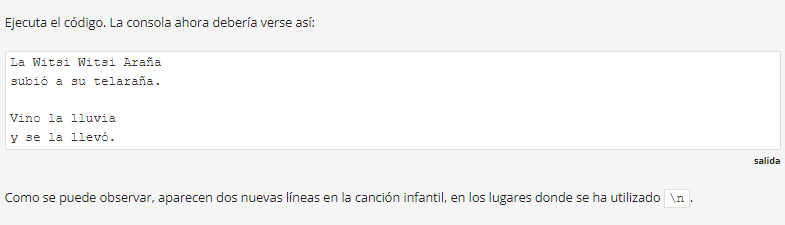 Ejecuta el código. La consola ahora debería verse así:
La Witsi Witsi Araña
subió a su telaraña.

Vino la lluvia
y se la llevó.
salida
Como se puede observar, aparecen dos nuevas líneas en la canción infantil, en los lugares donde se ha utilizado \n.